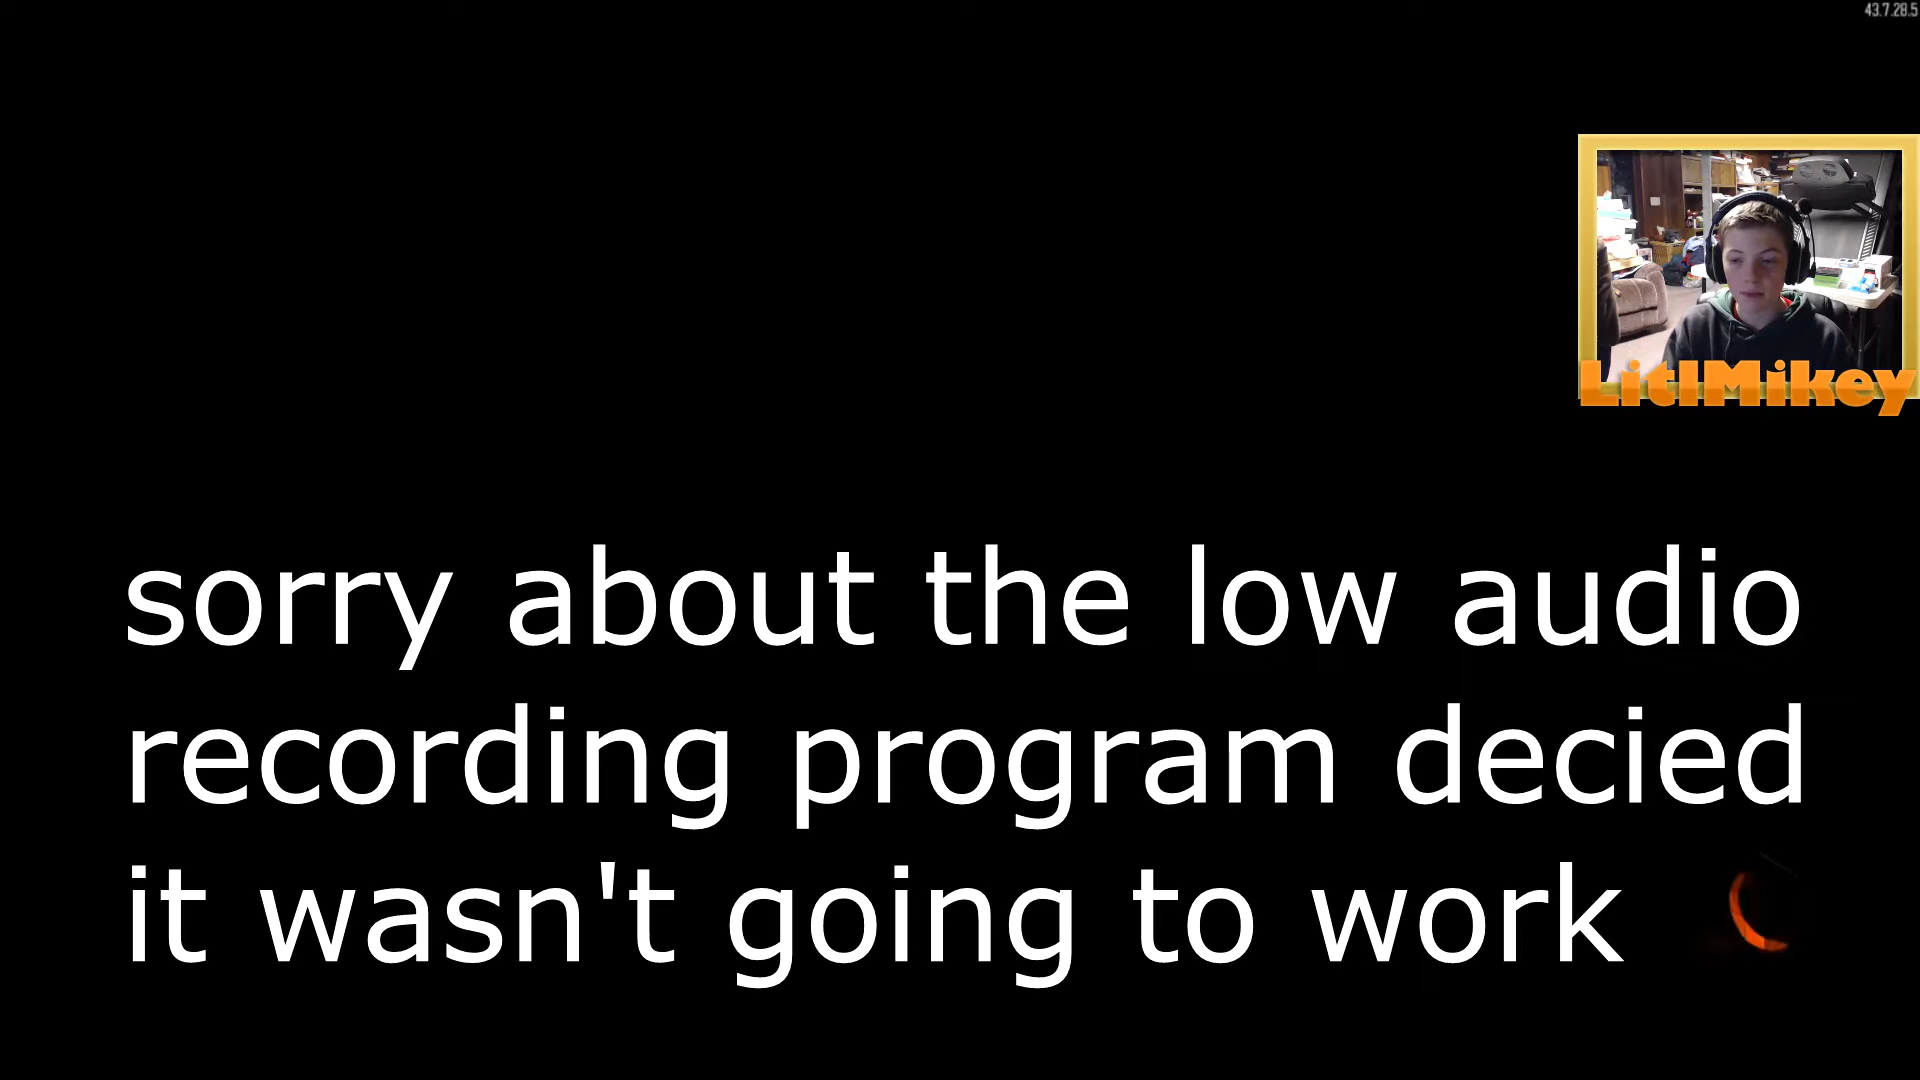 43.7.28.5
LitlMikey
sorry about the low audio
recording program decied
it wasn't going to work